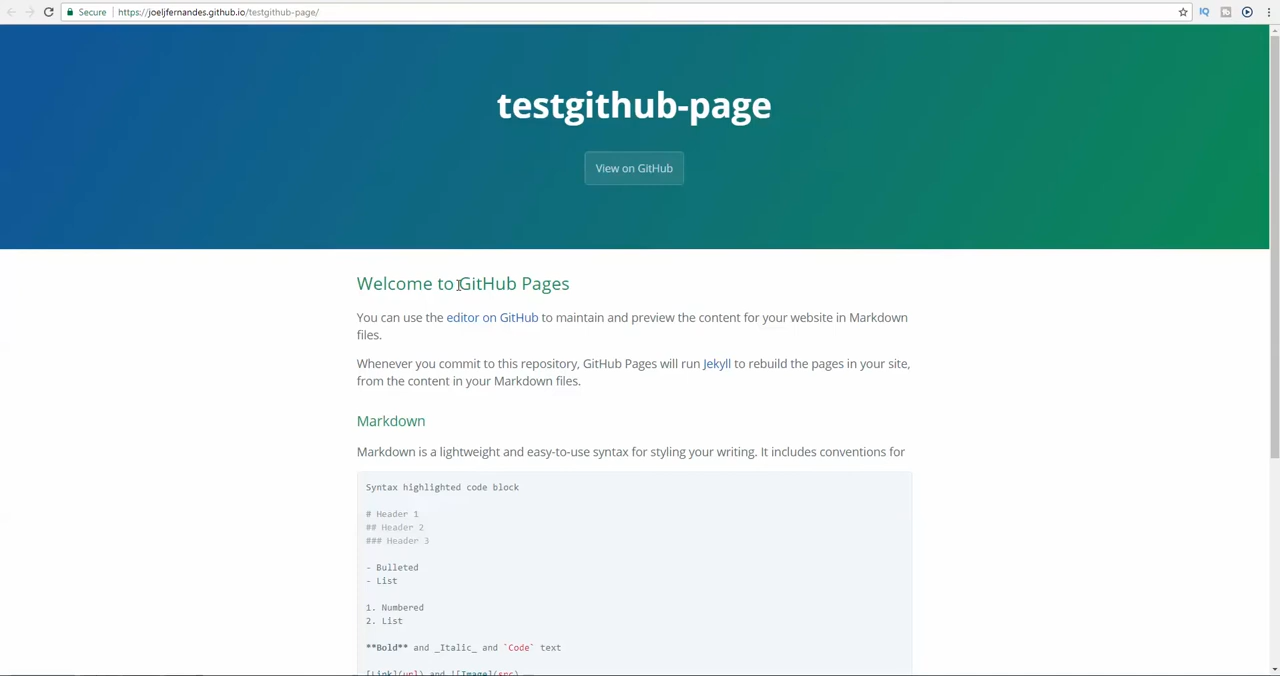 Secure
https://joeljfernandes.github.io/testgithub-page/
IQ
testgithub-page
View on GitHub
Welcome to GitHub Pages
You can use the editor on GitHub to maintain and preview the content for your website in Markdown
files.
Whenever you commit to this repository, GitHub Pages will run Jekyll to rebuild the pages in your site,
from the content in your Markdown files.
Markdown
Markdown is a lightweight and easy-to-use syntax for styling your writing. It includes conventions for
Syntax highlighted code block
# Header 1
## Header 2
### Header 3
- Bulleted
- List
1. Numbered
2. List
**Bold** and _Italic_ and `Code` text
[Link](url) and ![Image](src)